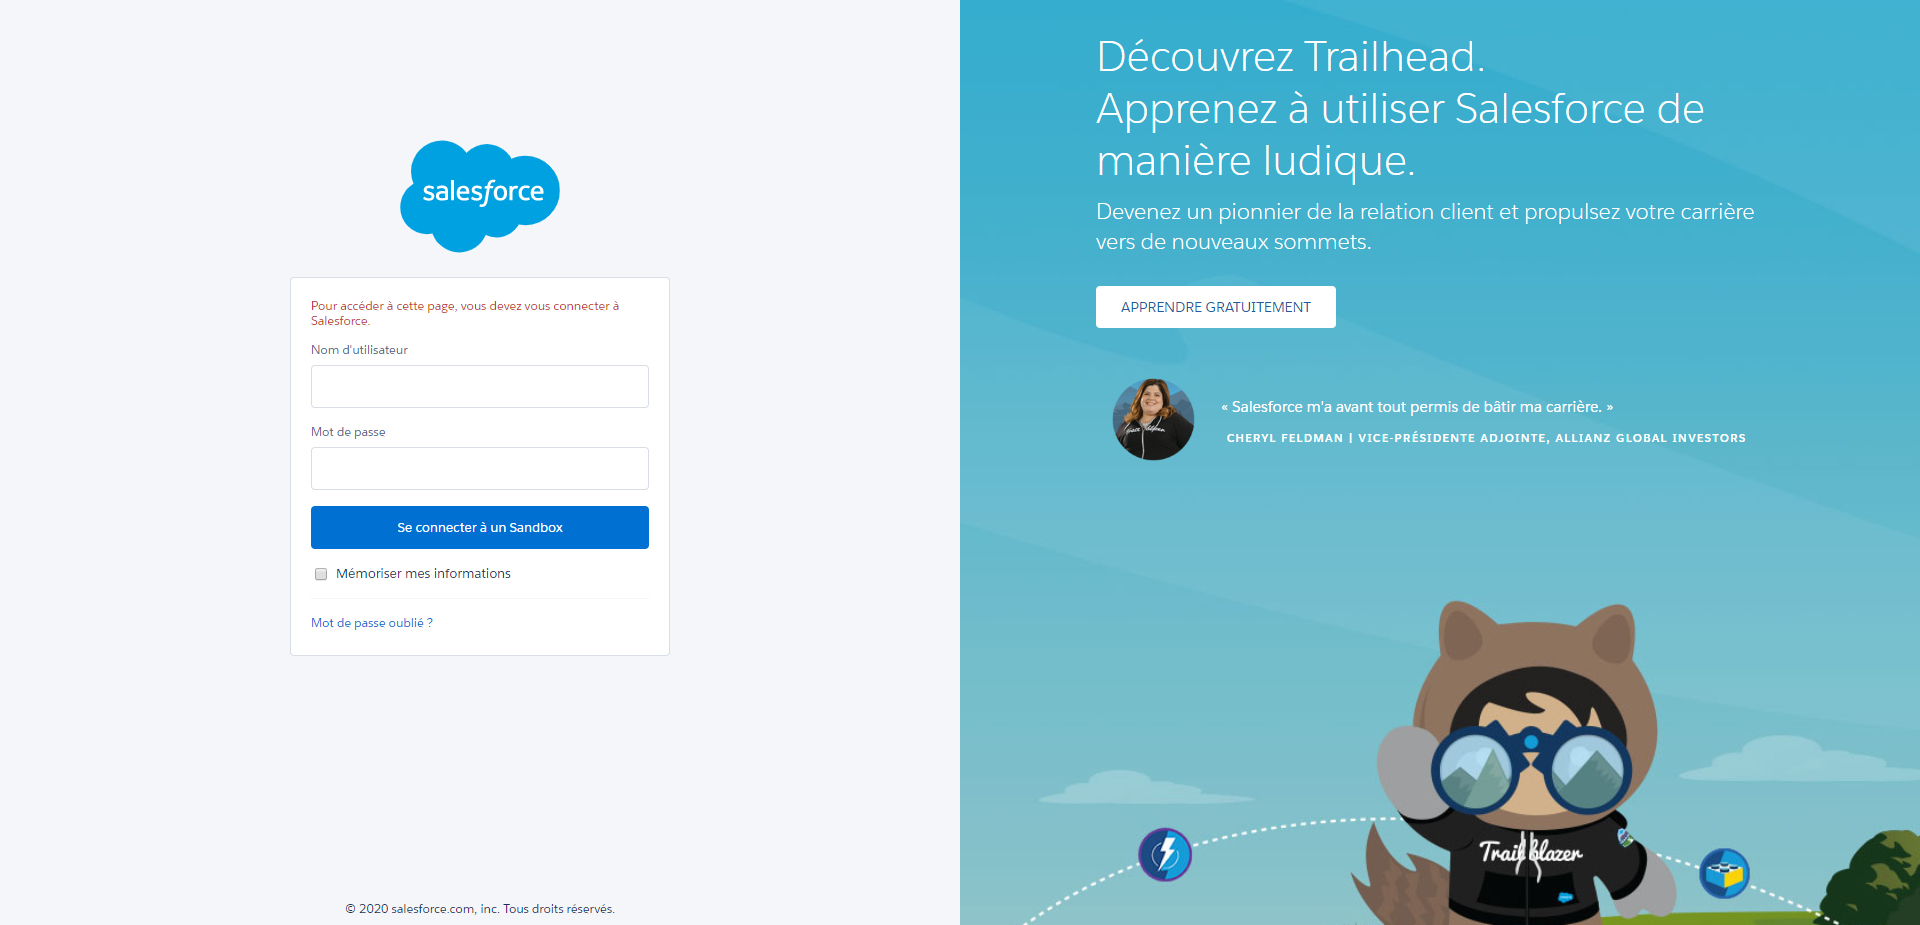 salesforce
Pour accéder à cette page, vous devez vous connecter à
Salesforce.
Nom d'utilisateur
Mot de passe
Se connecter à un Sandbox
Mémoriser mes informations
Mot de passe oublié ?
© 2020 salesforce.com, inc. Tous droits réservés.
Découvrez Trailhead.
Apprenez à utiliser Salesforce de
manière ludique.
Devenez un pionnier de la relation client et propulsez votre carrière
vers de nouveaux sommets.
APPRENDRE GRATUITEMENT
« Salesforce m'a avant tout permis de bâtir ma carrière. »
CHERYL FELDMAN | VICE-PRÉSIDENTE ADJOINTE, ALLIANZ GLOBAL INVESTORS
Trailblazer